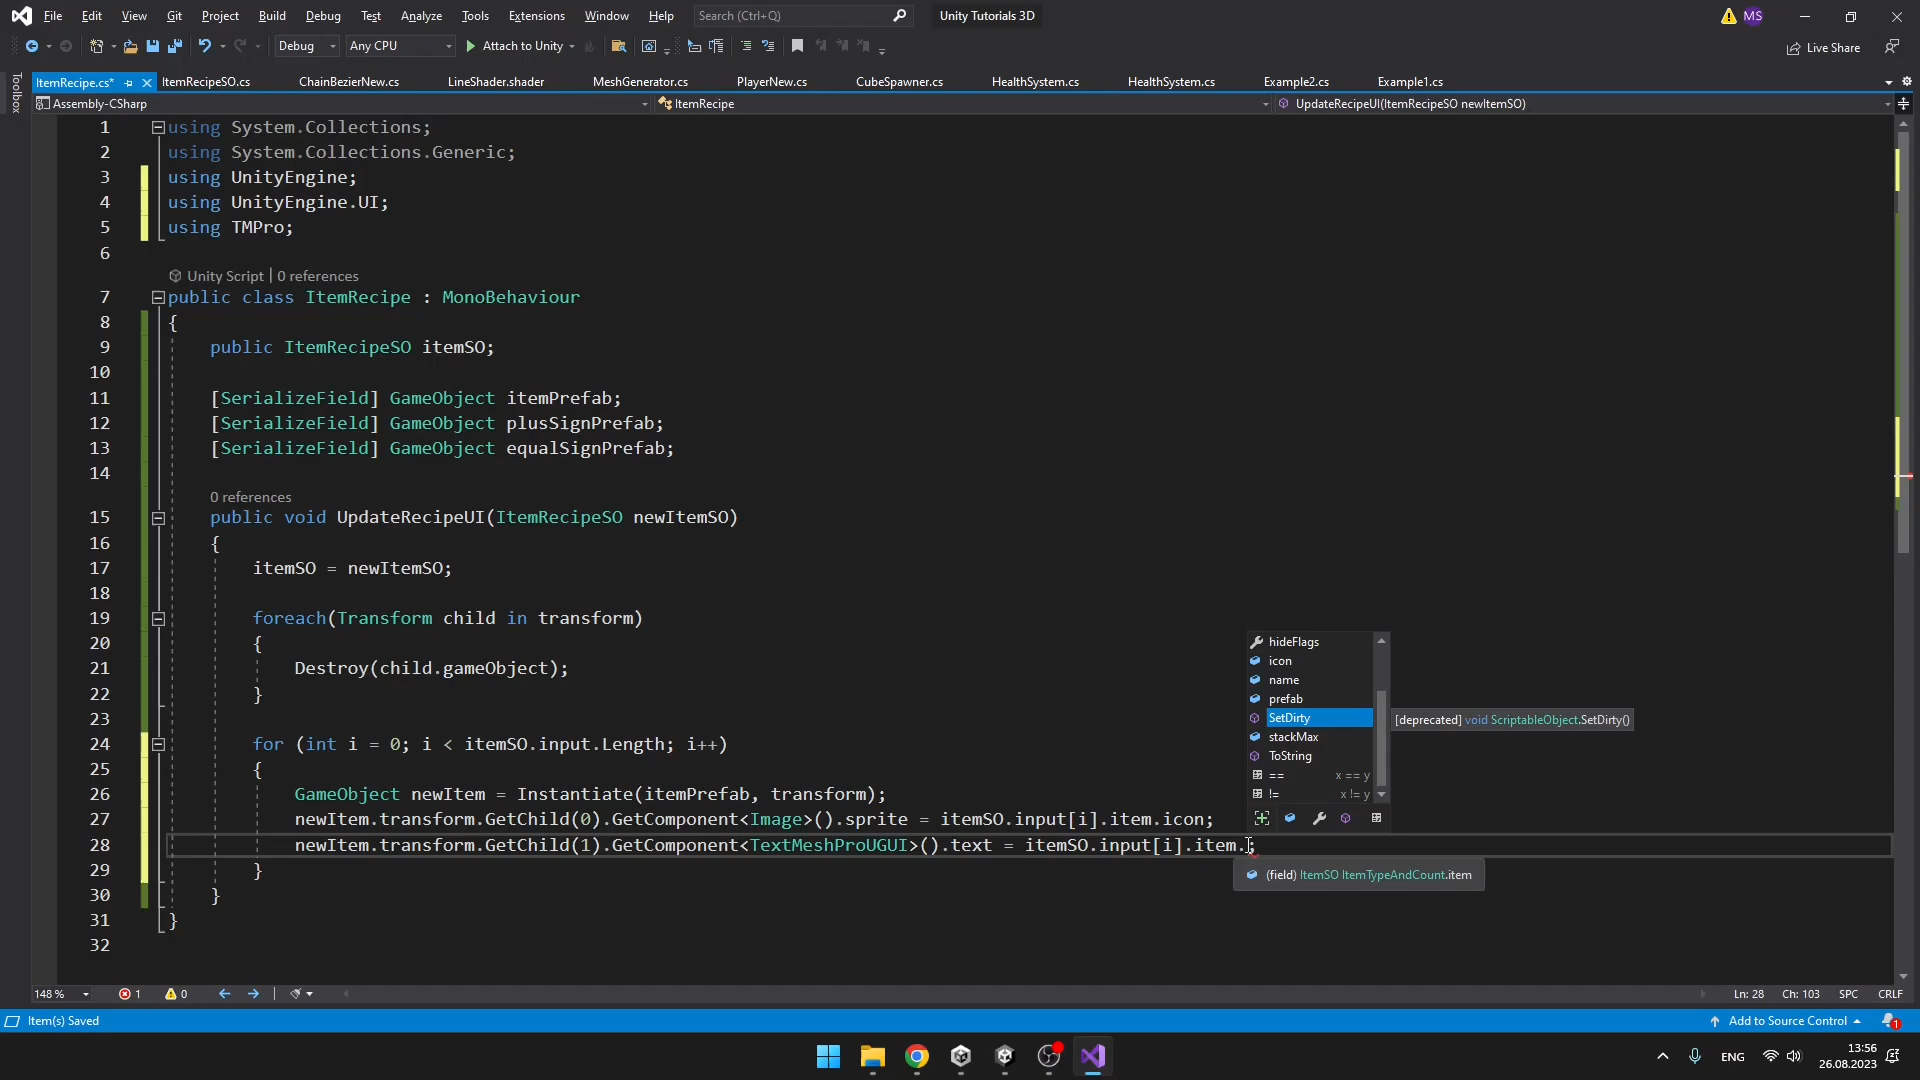 File Edit View Git Project Build Debug Test Analyze Tools Extensions Window Help Search (Ctrl+Q) Unity Tutorials 3D MS
Debug Any CPU Attach to Unity Live Share
Toolbox
ItemRecipe.cs* ItemRecipeSO.cs ChainBezierNew.cs LineShader.shader MeshGenerator.cs PlayerNew.cs CubeSpawner.cs HealthSystem.cs HealthSystem.cs Example2.cs Example1.cs
Assembly-CSharp ItemRecipe UpdateRecipeUI(ItemRecipeSO newItemSO)
1 using System.Collections;
2 using System.Collections.Generic;
3 using UnityEngine;
4 using UnityEngine.UI;
5 using TMPro;
6
Unity Script | 0 references
7 public class ItemRecipe : MonoBehaviour
8 {
9 public ItemRecipeSO itemSO;
10
11 [SerializeField] GameObject itemPrefab;
12 [SerializeField] GameObject plusSignPrefab;
13 [SerializeField] GameObject equalSignPrefab;
14
0 references
15 public void UpdateRecipeUI(ItemRecipeSO newItemSO)
16 {
17 itemSO = newItemSO;
18
19 foreach(Transform child in transform)
20 {
21 Destroy(child.gameObject);
22 }
23
24 for (int i = 0; i < itemSO.input.Length; i++)
25 {
26 GameObject newItem = Instantiate(itemPrefab, transform);
27 newItem.transform.GetChild(0).GetComponent<Image>().sprite = itemSO.input[i].item.icon;
28 newItem.transform.GetChild(1).GetComponent<TextMeshProUGUI>().text = itemSO.input[i].item.;
29 }
30 }
31 }
32
hideFlags
icon
name
prefab
SetDirty [deprecated] void ScriptableObject.SetDirty()
stackMax
ToString
== x == y
!= x != y
(field) ItemSO ItemTypeAndCount.item
148 % 1 0 Ln: 28 Ch: 103 SPC CRLF
Item(s) Saved Add to Source Control 1
ENG 13:56
26.08.2023